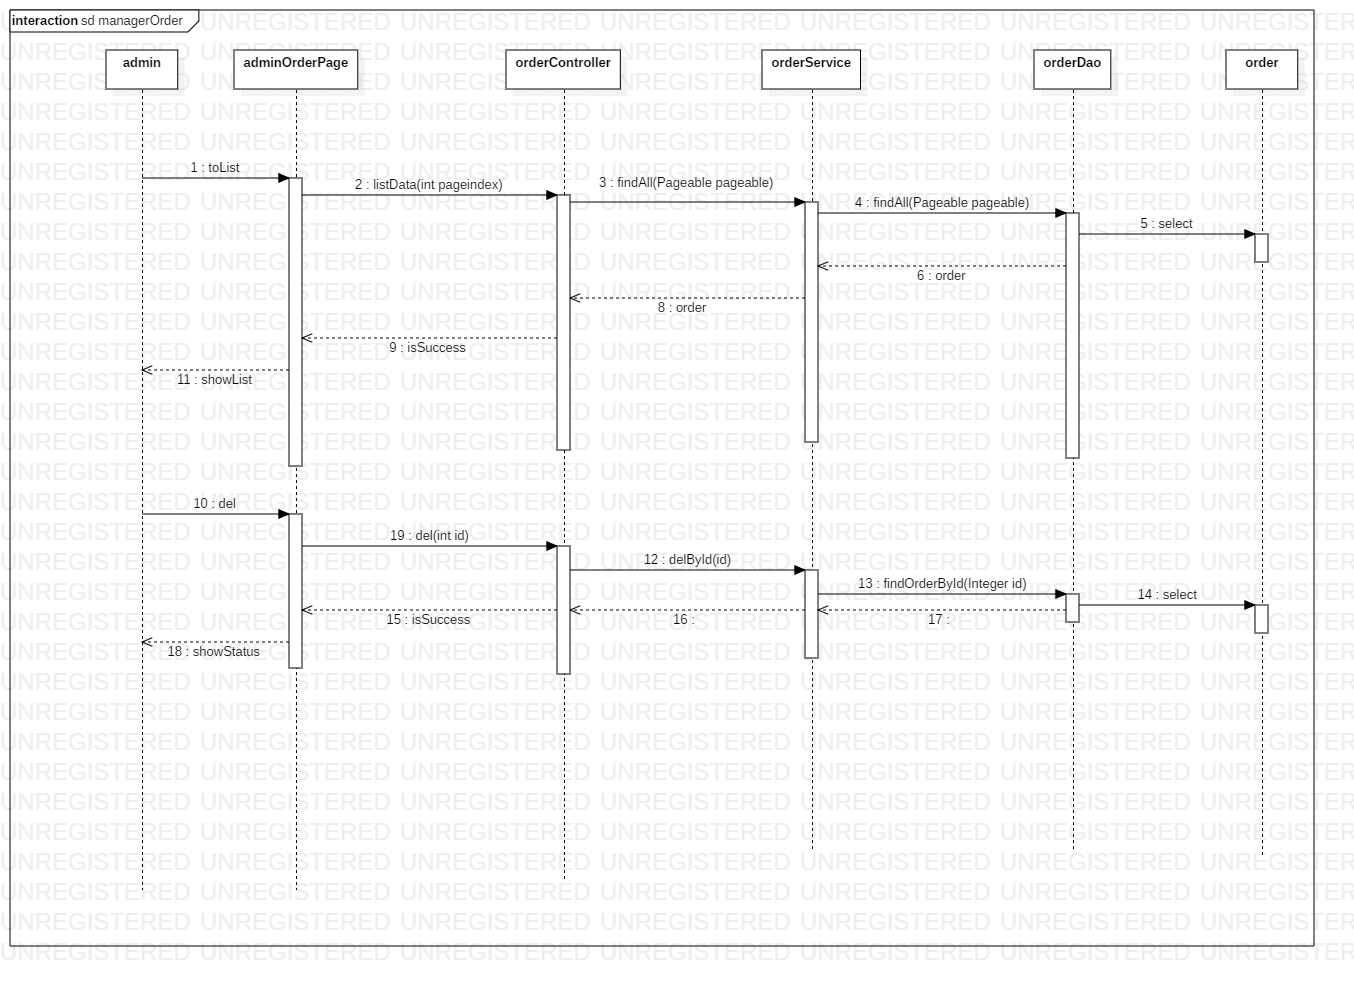 interaction sd managerOrder
admin
adminOrderPage
orderController
orderService
orderDao
order
1 : toList
2 : listData(int pageindex)
3 : findAll(Pageable pageable)
4 : findAll(Pageable pageable)
5 : select
6 : order
8 : order
9 : isSuccess
11 : showList
10 : del
19 : del(int id)
12 : delById(id)
13 : findOrderById(Integer id)
14 : select
15 : isSuccess
16 :
17 :
18 : showStatus
UNREGISTERED